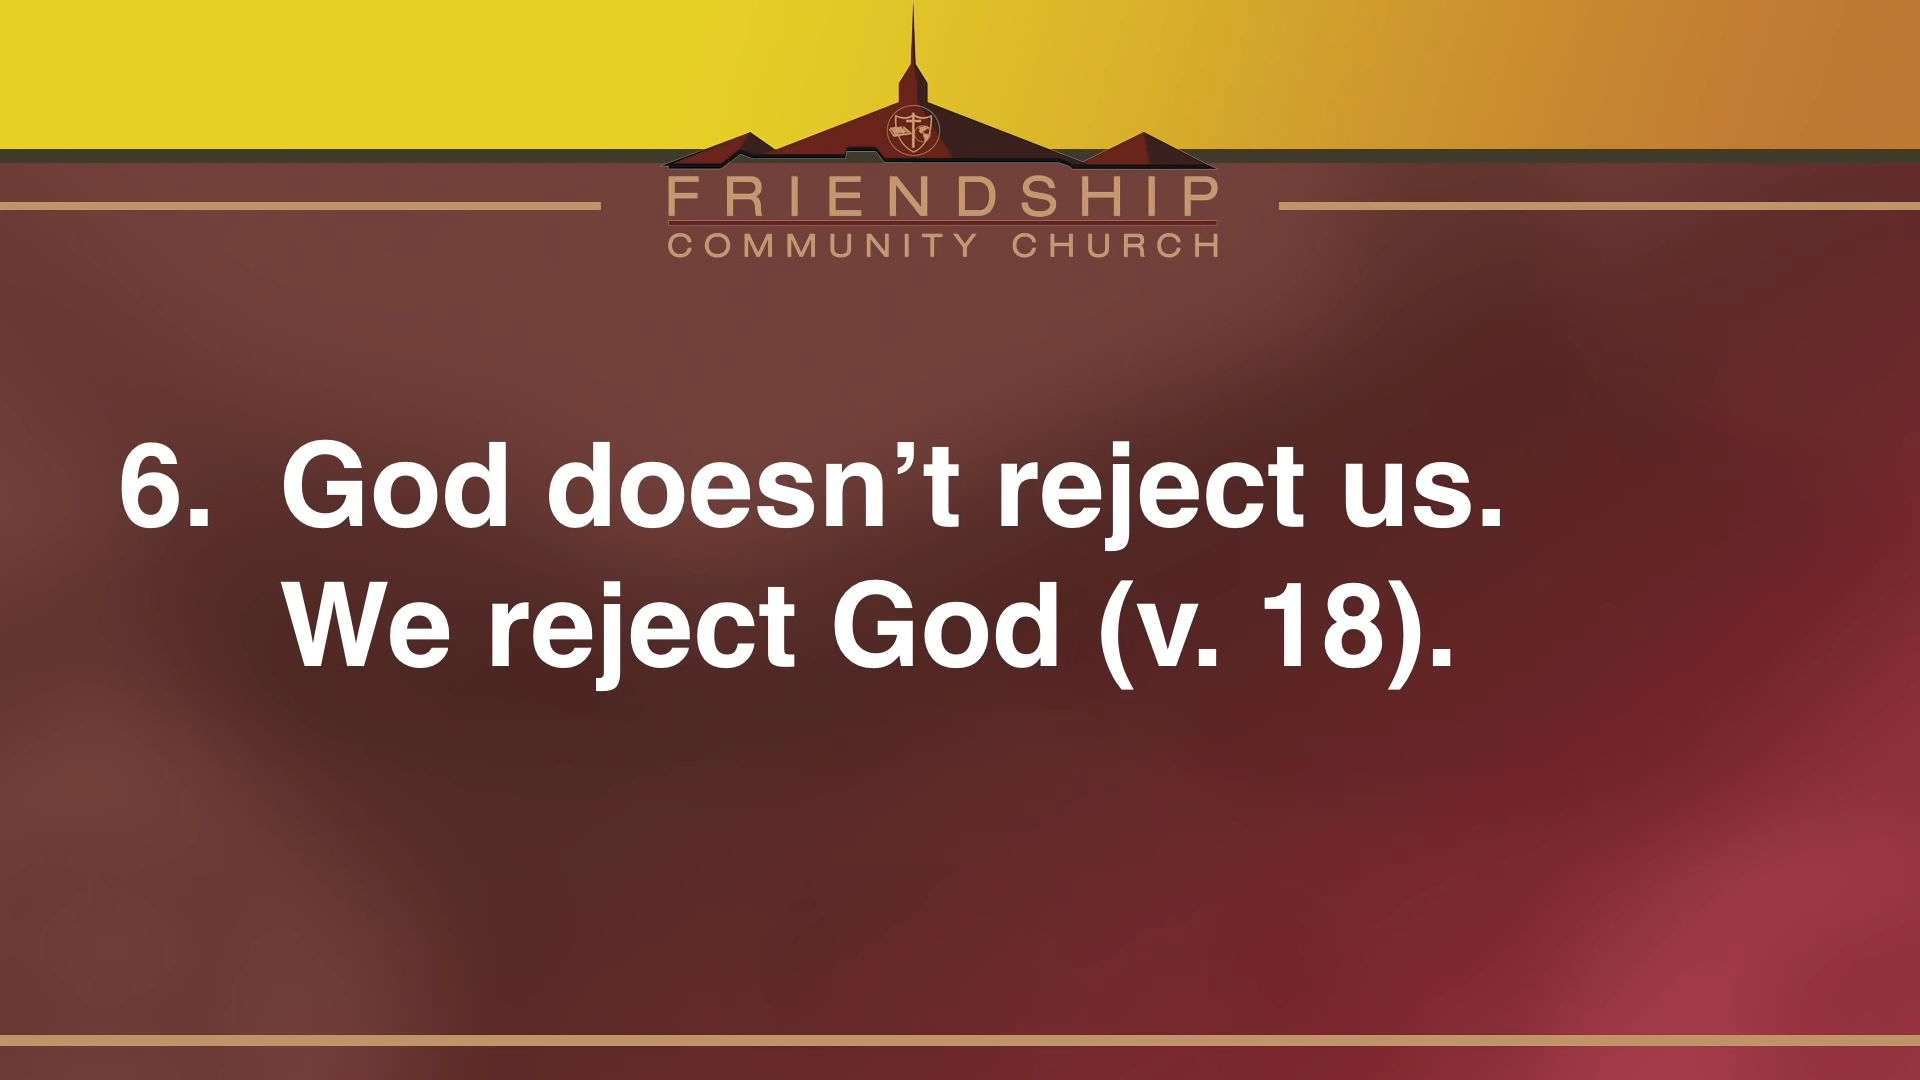 FRIENDSHIP
COMMUNITY CHURCH
6. God doesn’t reject us.
We reject God (v. 18).